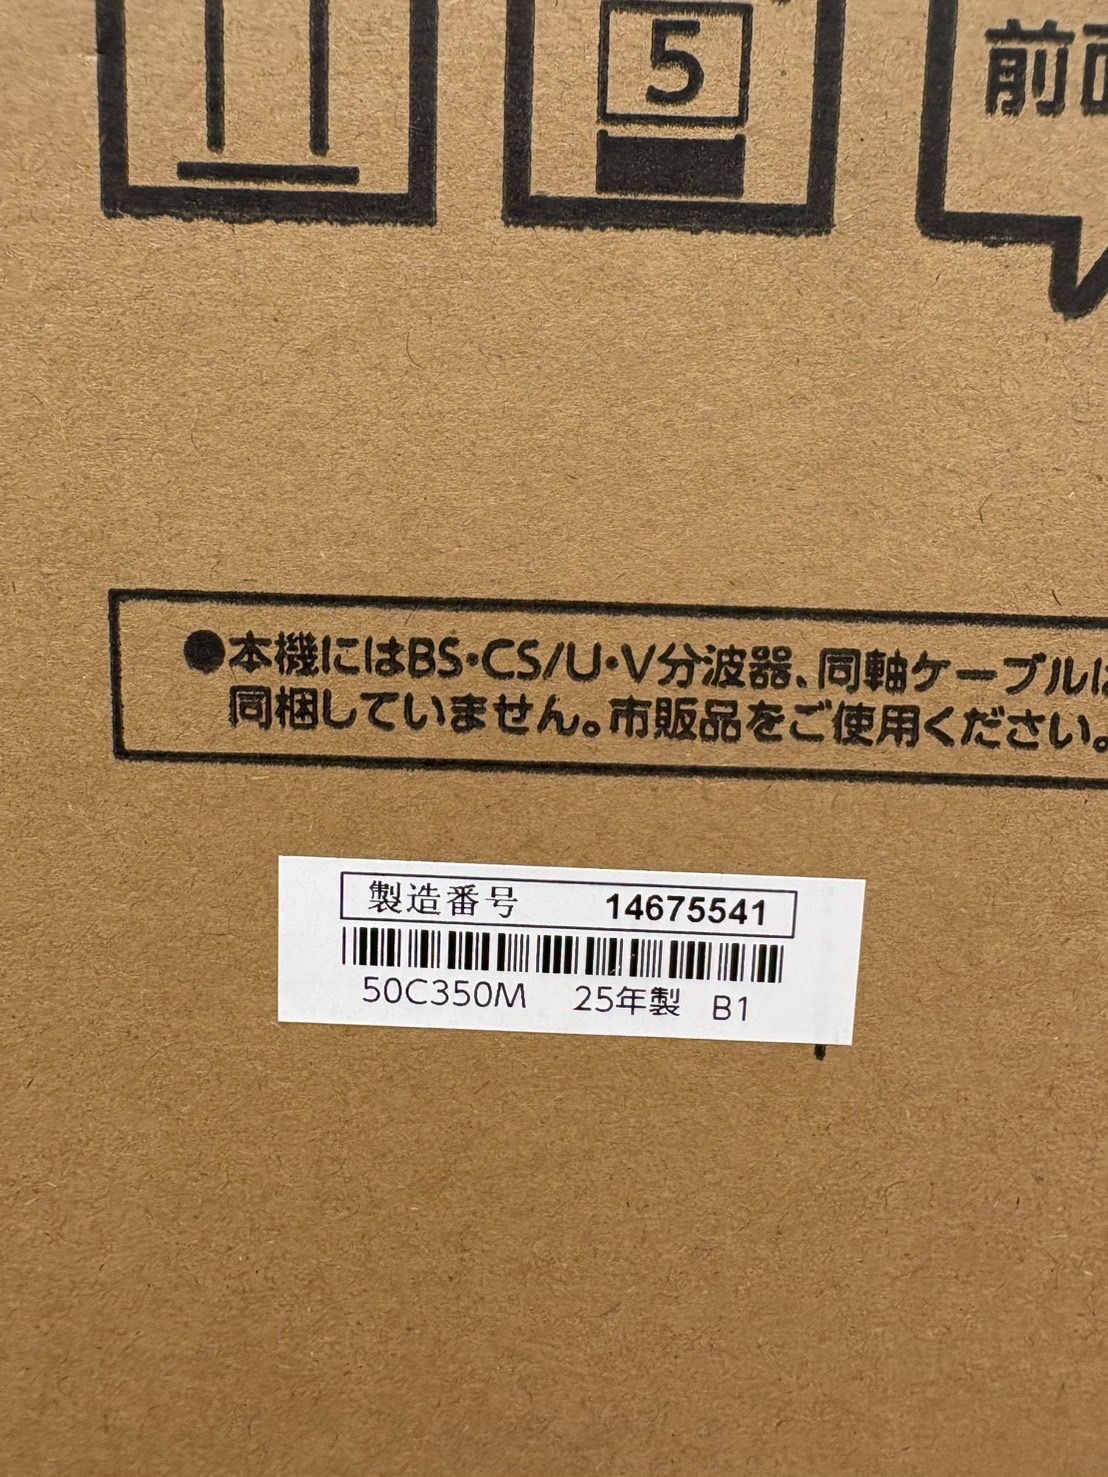 5
前面
●本機にはBS・CS/U・V分波器、同軸ケーブルは
同梱していません。市販品をご使用ください。
製造番号 14675541
50C350M 25年製 B1